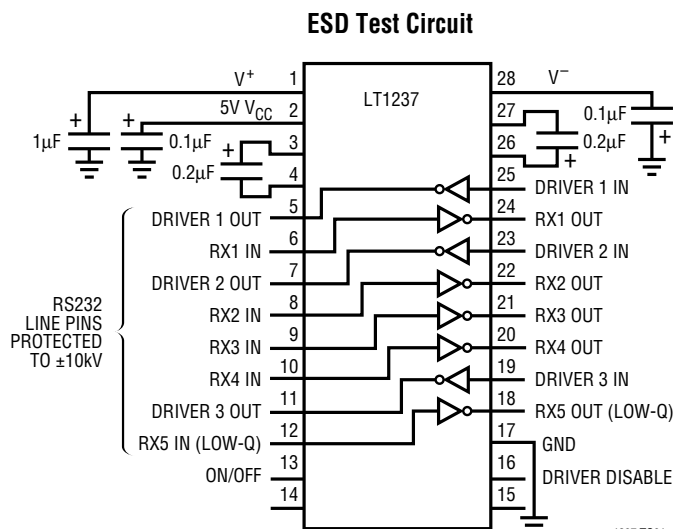 ESD Test Circuit
V+ 1 LT1237 28 V–
5V VCC 2 27
+ 1µF + 0.1µF 3 26 0.2µF + 0.1µF +
+ 0.2µF 4 25 DRIVER 1 IN
DRIVER 1 OUT 5 24 RX1 OUT
RX1 IN 6 23 DRIVER 2 IN
DRIVER 2 OUT 7 22 RX2 OUT
RX2 IN 8 21 RX3 OUT
RX3 IN 9 20 RX4 OUT
RX4 IN 10 19 DRIVER 3 IN
DRIVER 3 OUT 11 18 RX5 OUT (LOW-Q)
RX5 IN (LOW-Q) 12 17 GND
ON/OFF 13 16 DRIVER DISABLE
14 15
RS232
LINE PINS
PROTECTED
TO ±10kV